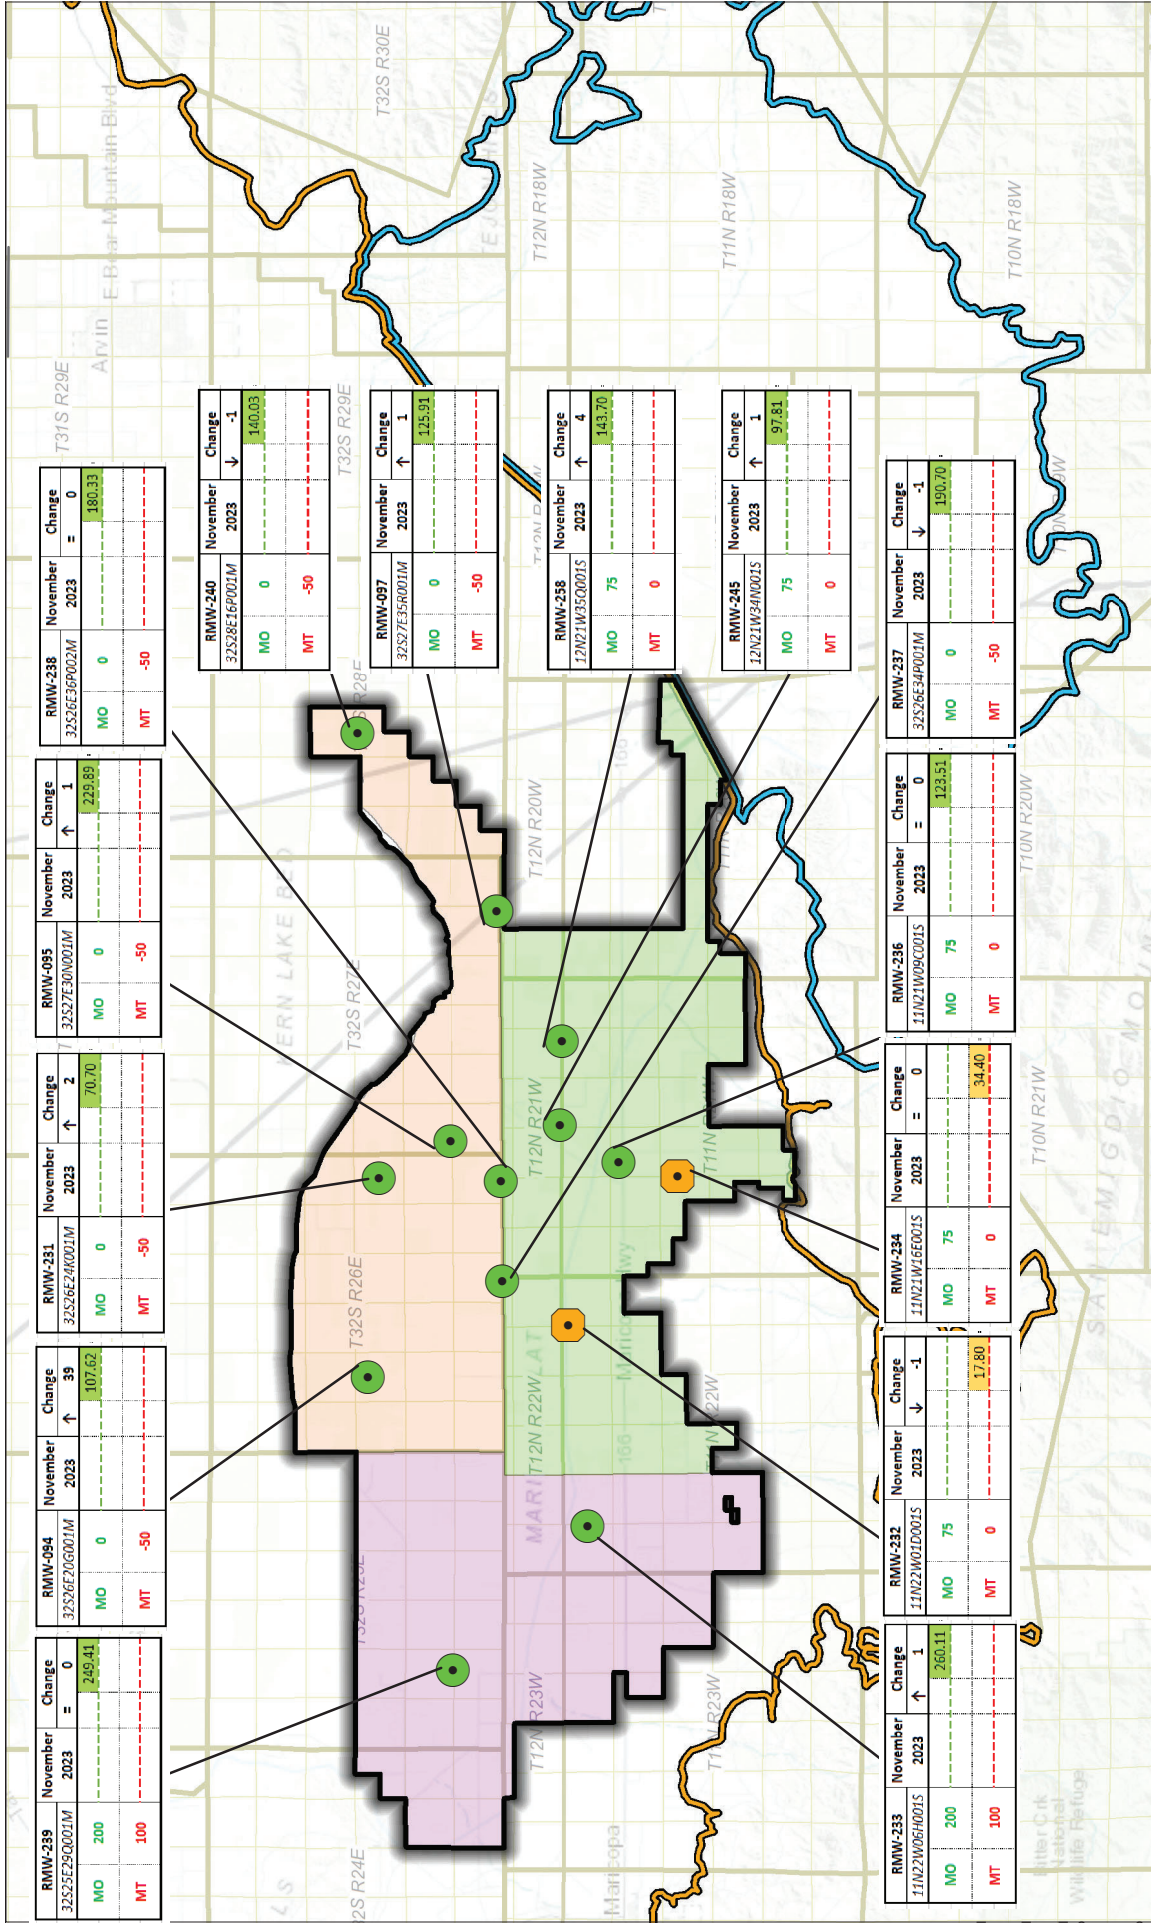 RMW-239
32S25E29Q001M
November
2023
Change
= 0
MO 200 249.41
MT 100
RMW-094
32S26E20G001M
November
2023
Change
↑ 39
MO 0 107.62
MT -50
RMW-231
32S26E24K001M
November
2023
Change
↑ 2
MO 0 70.70
MT -50
RMW-095
32S27E30N001M
November
2023
Change
↑ 1
MO 0 229.89
MT -50
RMW-238
32S26E36P002M
November
2023
Change
= 0
MO 0 180.33
MT -50
RMW-240
32S28E16P001M
November
2023
Change
↓ -1
MO 0 140.03
MT -50
RMW-097
32S27E35R001M
November
2023
Change
↑ 1
MO 0 125.91
MT -50
RMW-258
12N21W35Q001S
November
2023
Change
↑ 4
MO 75 143.70
MT 0
RMW-245
12N21W34N001S
November
2023
Change
↑ 1
MO 75 97.81
MT 0
RMW-233
11N22W06H001S
November
2023
Change
↑ 1
MO 200 260.11
MT 100
RMW-232
11N22W01D001S
November
2023
Change
↓ -1
MO 75
MT 0 17.80
RMW-234
11N21W16E001S
November
2023
Change
= 0
MO 75
MT 0 34.40
RMW-236
11N21W09C001S
November
2023
Change
= 0
MO 75 123.51
MT 0
RMW-237
32S26E34P001M
November
2023
Change
↓ -1
MO 0 190.70
MT -50
Arvin
E Bear Mountain Blvd
T31S R29E
T32S R30E
T32S R29E
KERN LAKE BED
T32S R27E
T32S R26E
T12N R18W
T11N R18W
T10N R18W
T12N R20W
T12N R21W
T12N R22W
T12N R23W
T11N R23W
T10N R20W
T10N R21W
Maricopa
National
Wildlife Refuge